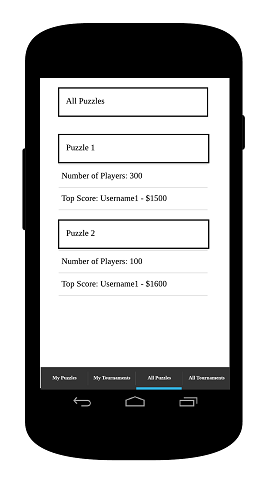 All Puzzles
Puzzle 1
Number of Players: 300
Top Score: Username1 - $1500
Puzzle 2
Number of Players: 100
Top Score: Username1 - $1600
My Puzzles My Tournaments All Puzzles All Tournaments